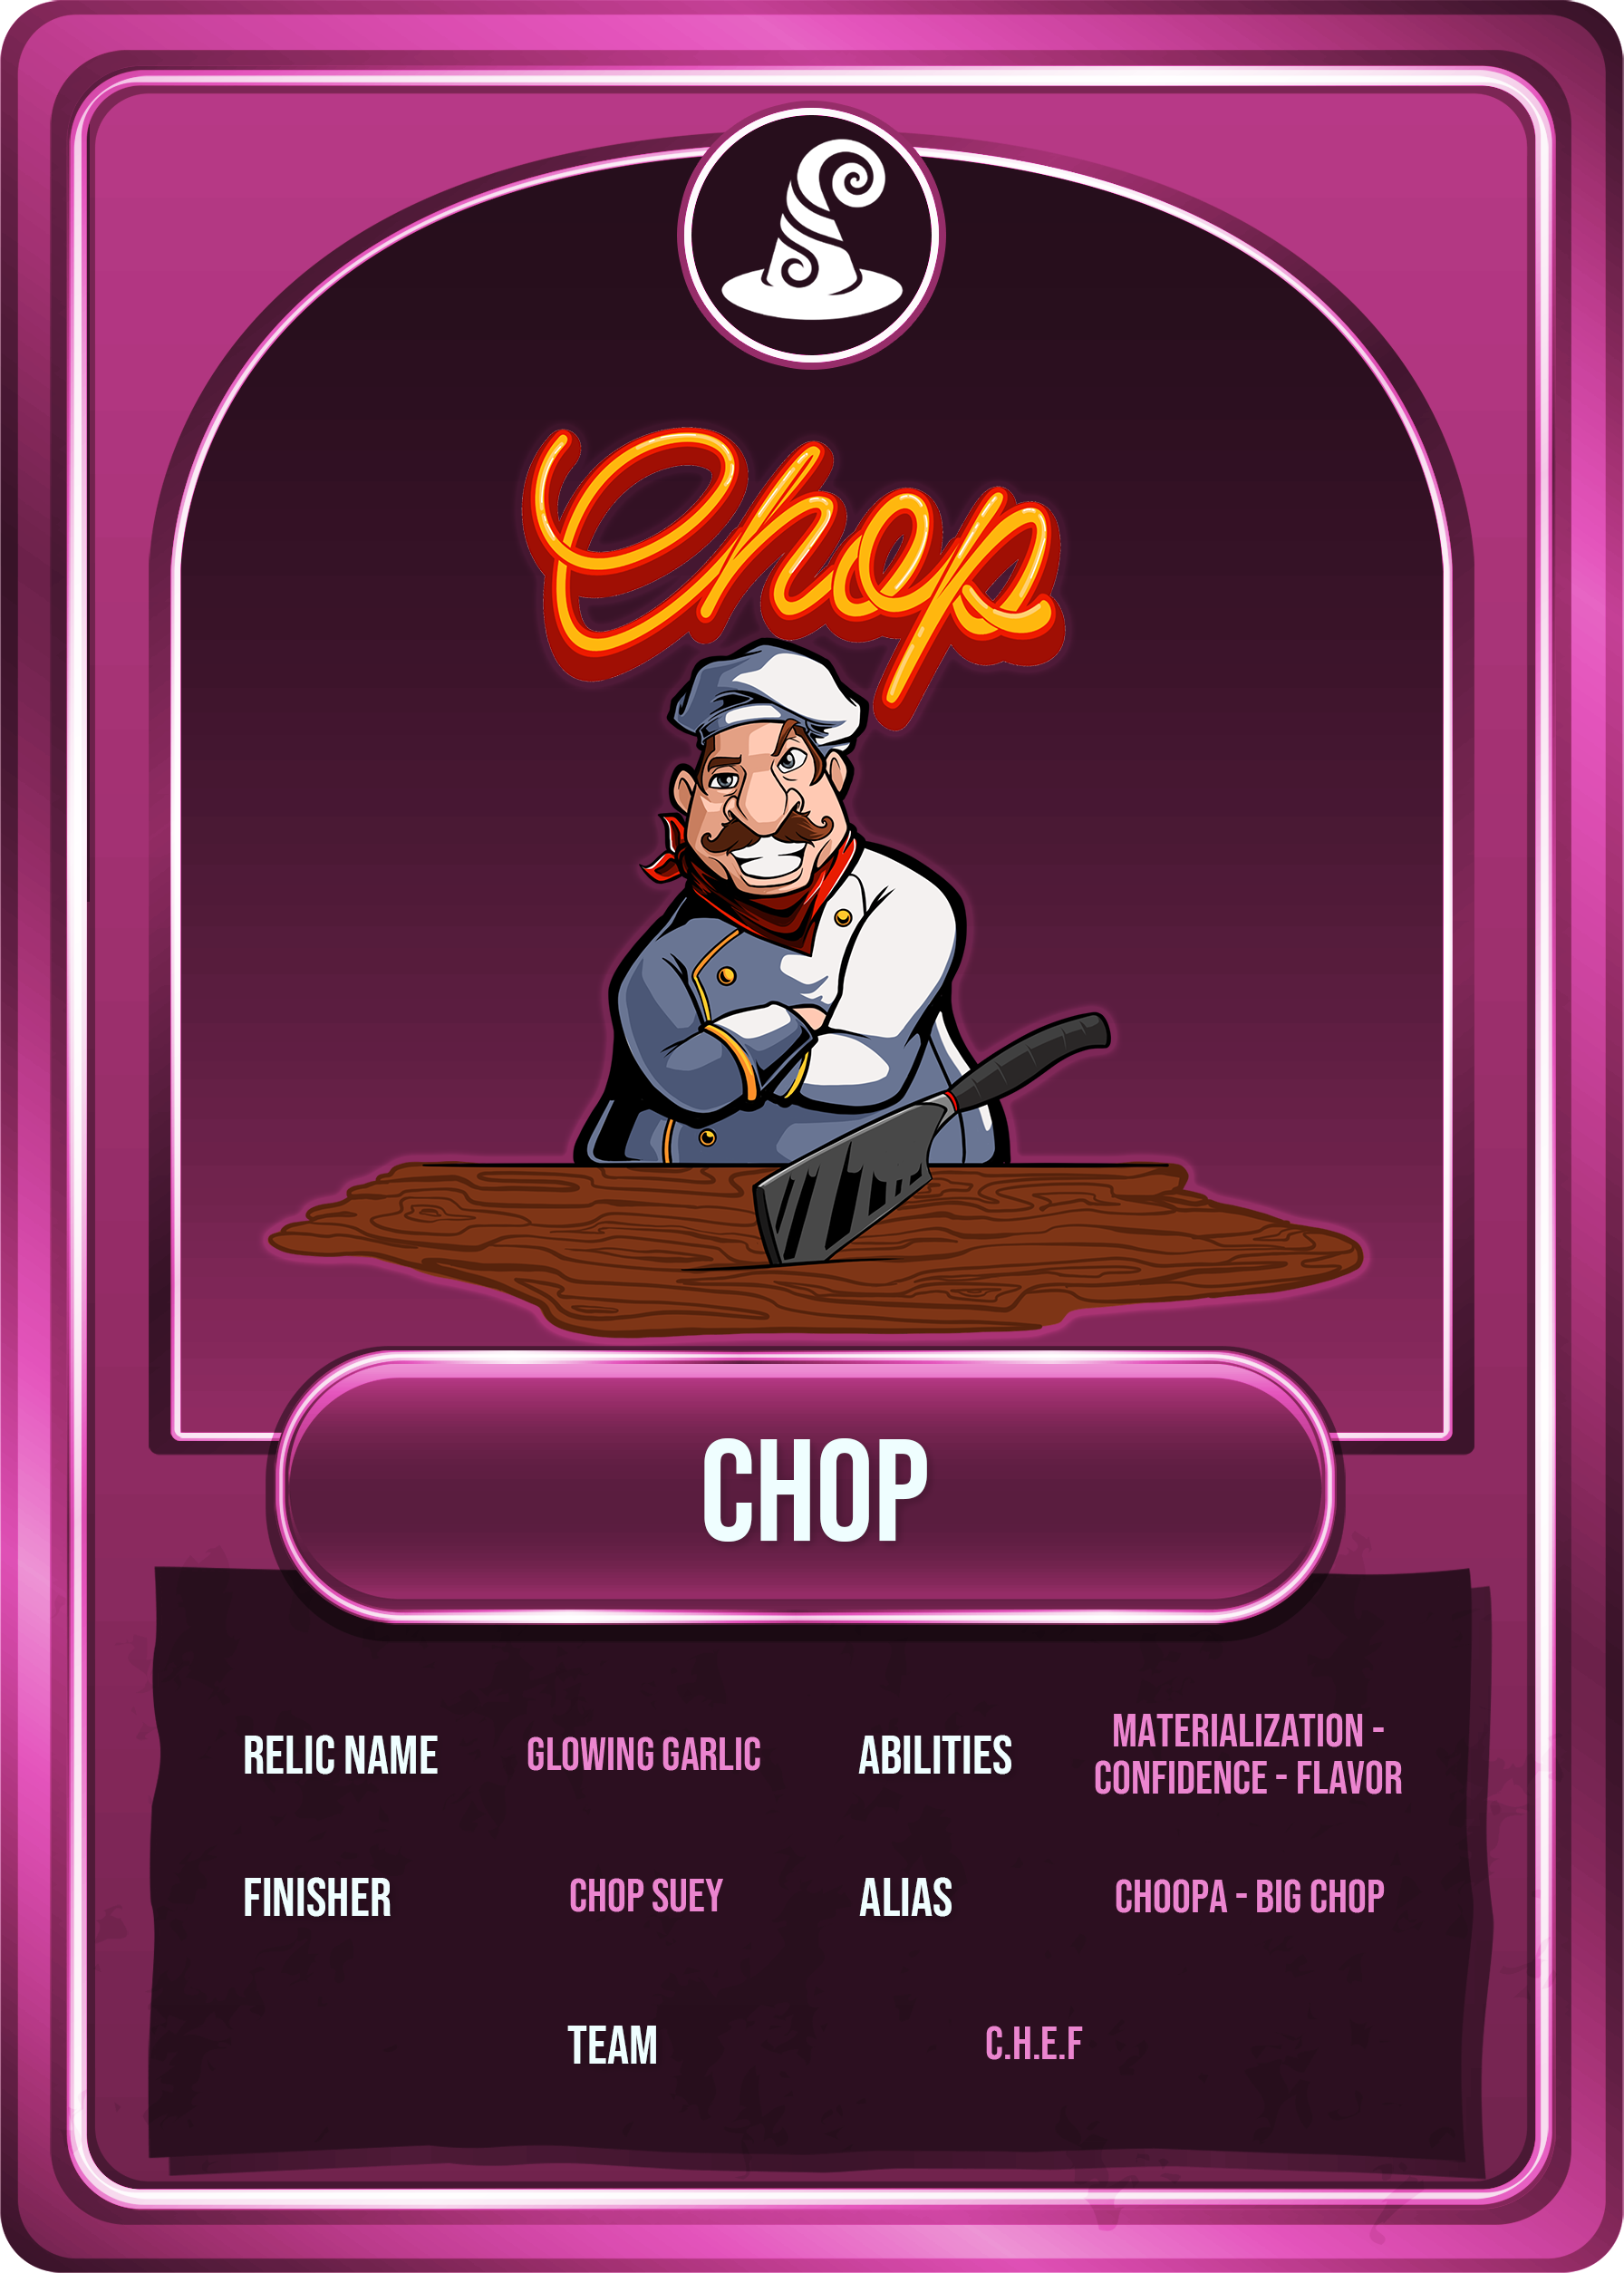 Chop
CHOP
RELIC NAME
GLOWING GARLIC
ABILITIES
MATERIALIZATION -
CONFIDENCE - FLAVOR
FINISHER
CHOP SUEY
ALIAS
CHOOPA - BIG CHOP
TEAM
C.H.E.F